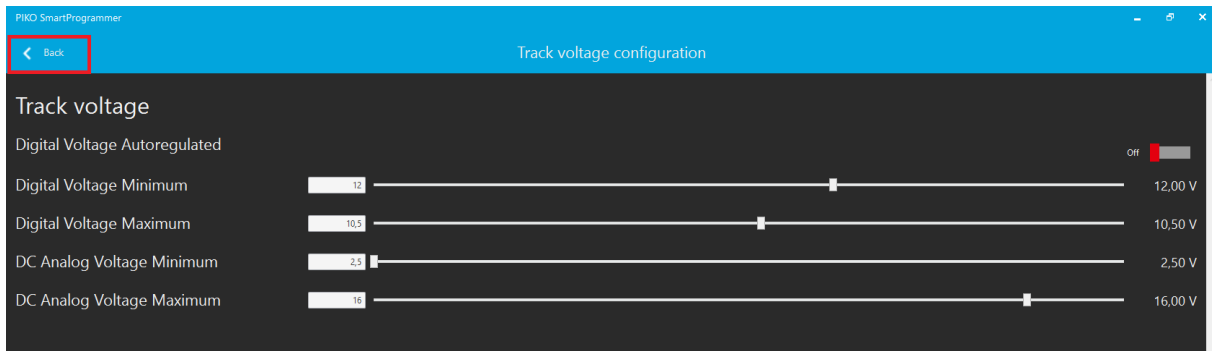 PIKO SmartProgrammer
Back
Track voltage configuration
Track voltage
Digital Voltage Autoregulated
Off
Digital Voltage Minimum 12 12,00 V
Digital Voltage Maximum 10,5 10,50 V
DC Analog Voltage Minimum 2,5 2,50 V
DC Analog Voltage Maximum 16 16,00 V